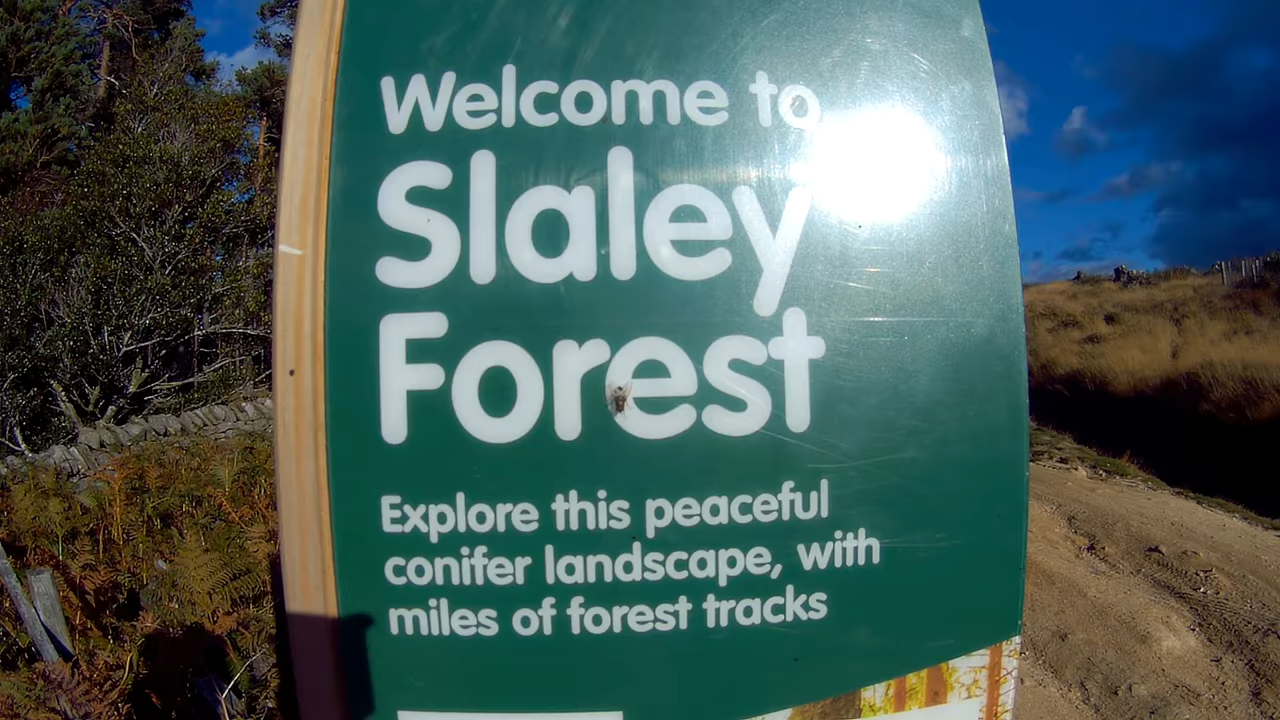 Welcome to
Slaley
Forest
Explore this peaceful
conifer landscape, with
miles of forest tracks